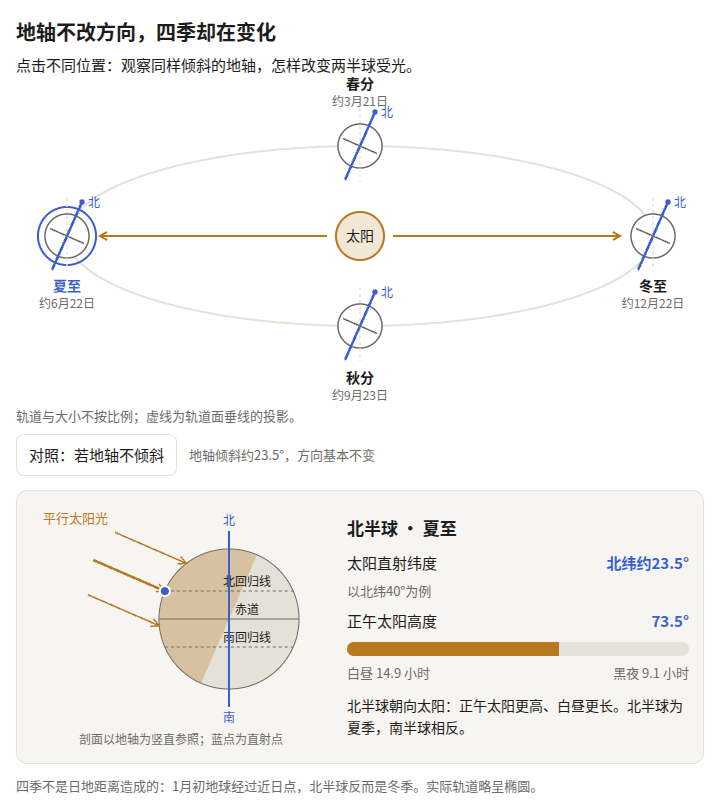 地轴不改方向，四季却在变化
点击不同位置：观察同样倾斜的地轴，怎样改变两半球受光。
春分
约3月21日
北
北
北
太阳
夏至
约6月22日
冬至
约12月22日
北
秋分
约9月23日
轨道与大小不按比例；虚线为轨道面垂线的投影。
对照：若地轴不倾斜
地轴倾斜约23.5°，方向基本不变
平行太阳光
北
北回归线
赤道
南回归线
南
剖面以地轴为竖直参照；蓝点为直射点
北半球 · 夏至
太阳直射纬度 北纬约23.5°
以北纬40°为例
正午太阳高度 73.5°
白昼 14.9 小时 黑夜 9.1 小时
北半球朝向太阳：正午太阳更高、白昼更长。北半球为
夏季，南半球相反。
四季不是日地距离造成的：1月初地球经过近日点，北半球反而是冬季。实际轨道略呈椭圆。